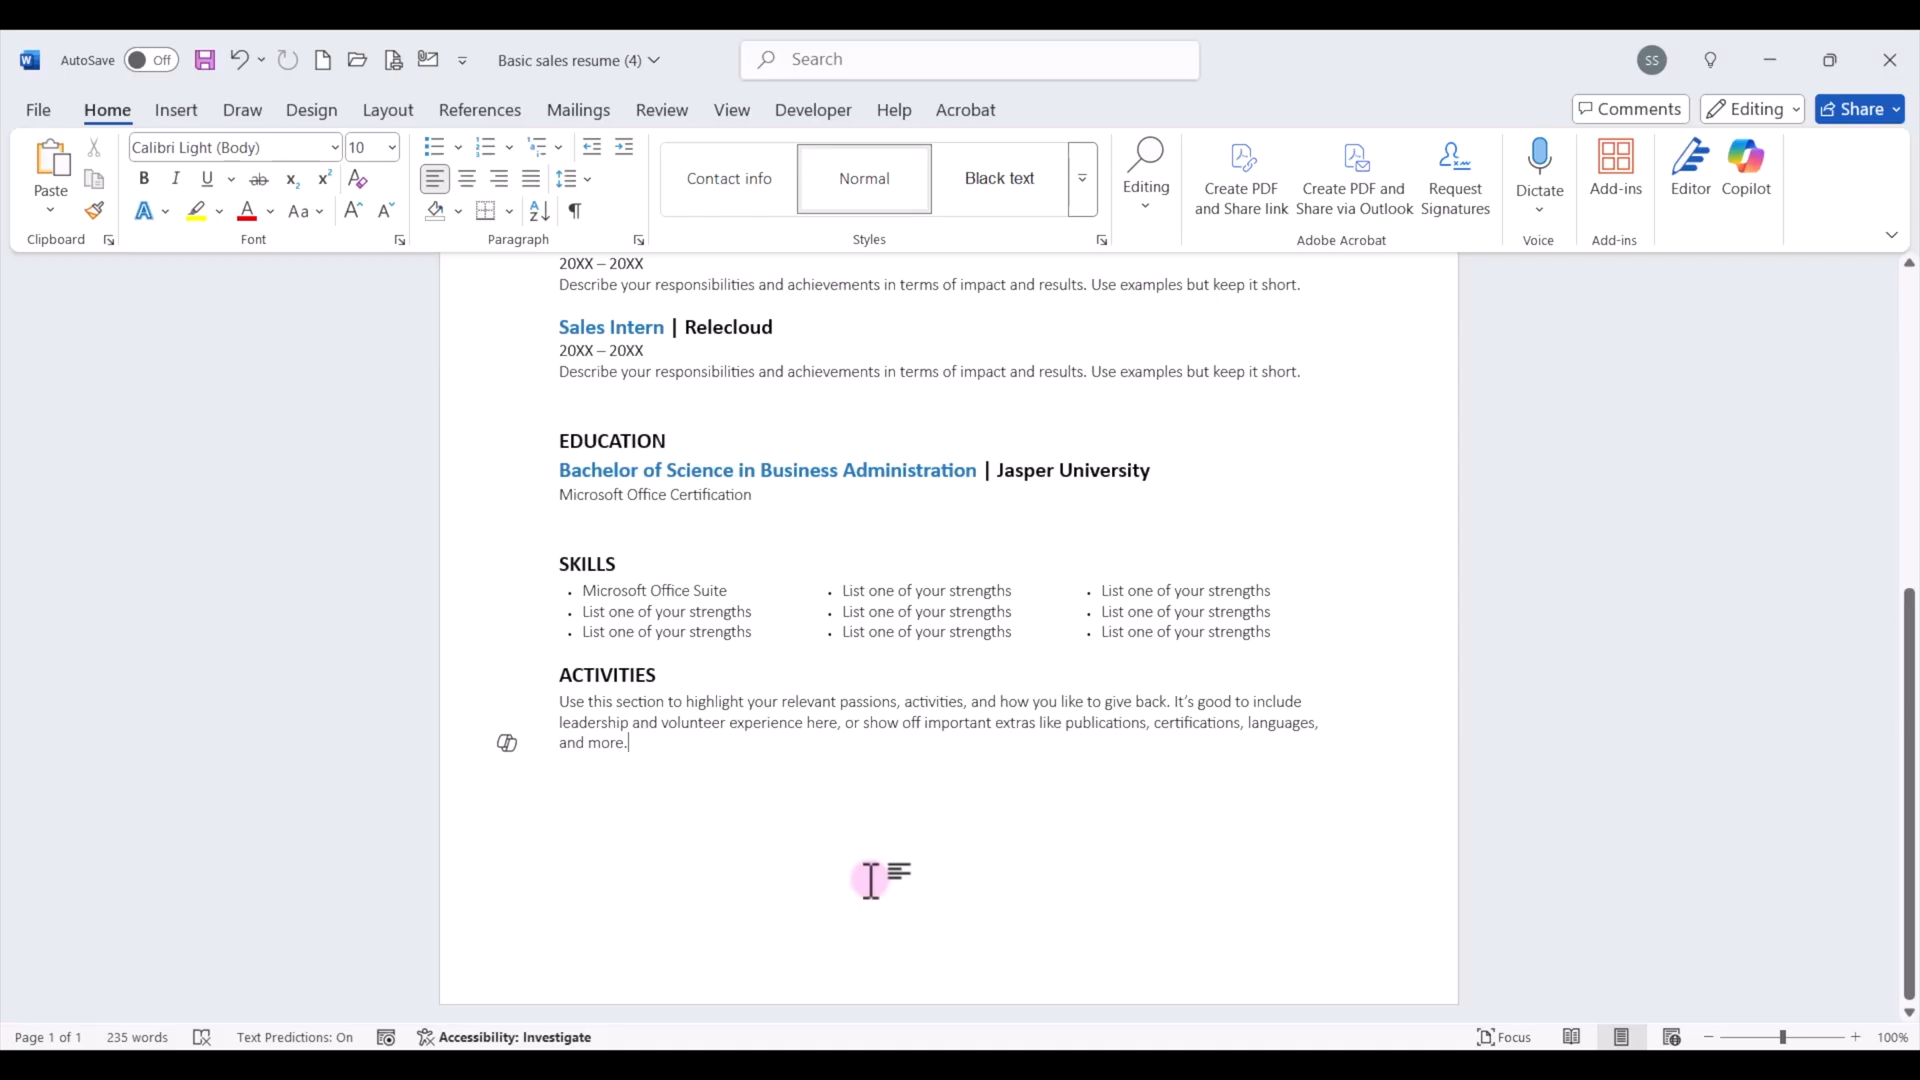 W AutoSave Off Basic sales resume (4) Search SS
File Home Insert Draw Design Layout References Mailings Review View Developer Help Acrobat Comments Editing Share
Calibri Light (Body) 10
Paste
Clipboard
B I U ab x2 x2 A
A A Aa A A
Font
Paragraph
Contact info Normal Black text
Styles
Editing
Create PDF
and Share link
Create PDF and
Share via Outlook
Request
Signatures
Adobe Acrobat
Dictate
Voice
Add-ins
Add-ins
Editor
Copilot
20XX – 20XX
Describe your responsibilities and achievements in terms of impact and results. Use examples but keep it short.
Sales Intern | Relecloud
20XX – 20XX
Describe your responsibilities and achievements in terms of impact and results. Use examples but keep it short.
EDUCATION
Bachelor of Science in Business Administration | Jasper University
Microsoft Office Certification
SKILLS
• Microsoft Office Suite • List one of your strengths • List one of your strengths
• List one of your strengths • List one of your strengths • List one of your strengths
• List one of your strengths • List one of your strengths • List one of your strengths
ACTIVITIES
Use this section to highlight your relevant passions, activities, and how you like to give back. It’s good to include
leadership and volunteer experience here, or show off important extras like publications, certifications, languages,
and more.
Page 1 of 1 235 words Text Predictions: On Accessibility: Investigate Focus 100%